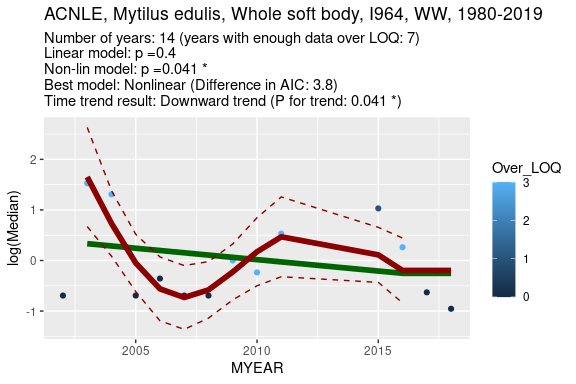 ACNLE, Mytilus edulis, Whole soft body, I964, WW, 1980-2019
Number of years: 14 (years with enough data over LOQ: 7)
Linear model: p =0.4
Non-lin model: p =0.041 *
Best model: Nonlinear (Difference in AIC: 3.8)
Time trend result: Downward trend (P for trend: 0.041 *)
log(Median)
2
1
0
-1
2005
2010
2015
MYEAR
Over_LOQ
3
2
1
0